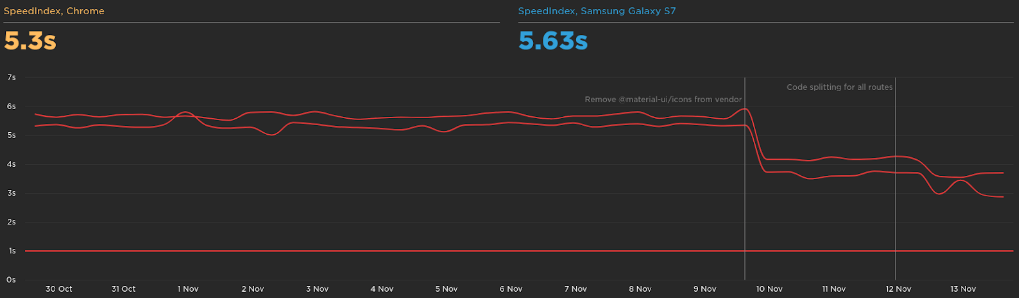 SpeedIndex, Chrome
5.3s
SpeedIndex, Samsung Galaxy S7
5.63s
7s
6s
5s
4s
3s
2s
1s
0s
Remove @material-ui/icons from vendor
Code splitting for all routes
30 Oct
31 Oct
1 Nov
2 Nov
3 Nov
4 Nov
5 Nov
6 Nov
7 Nov
8 Nov
9 Nov
10 Nov
11 Nov
12 Nov
13 Nov